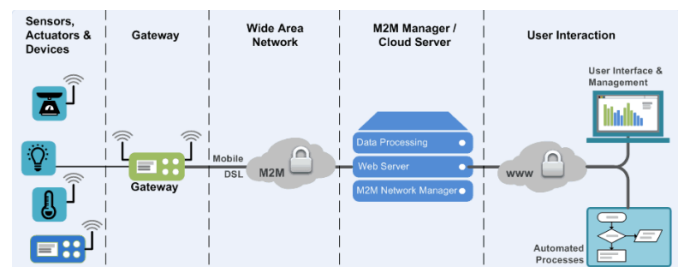 Sensors,
Actuators &
Devices
Gateway
Wide Area
Network
M2M Manager /
Cloud Server
User Interaction
User Interface &
Management
Gateway
Mobile
DSL
M2M
Data Processing
Web Server
M2M Network Manager
www
Automated
Processes